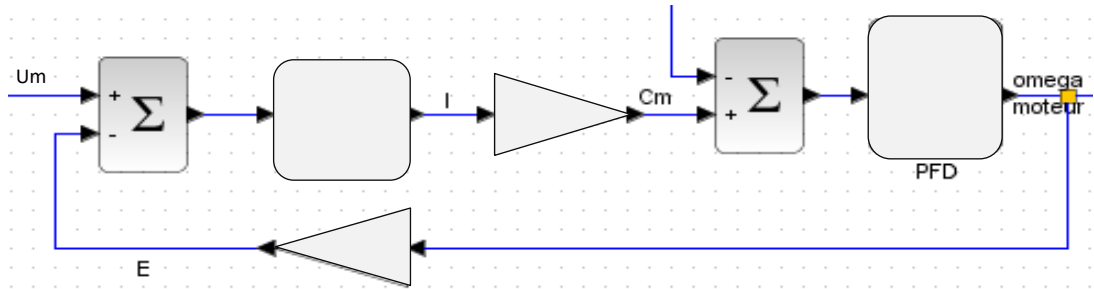 Um
+
Σ
-
I
Cm
-
Σ
+
omega
moteur
PFD
E